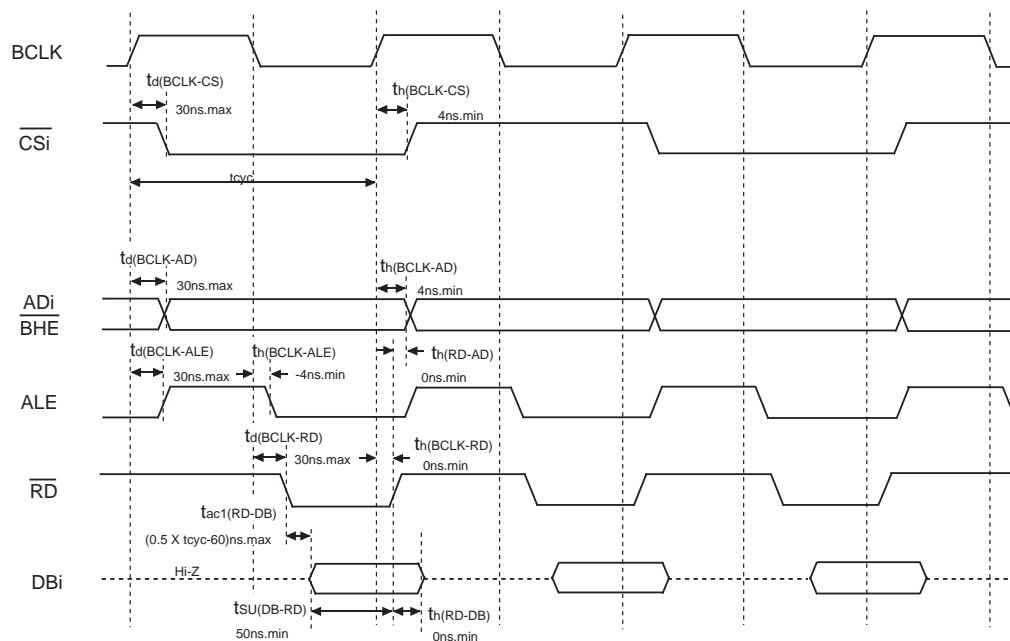 BCLK
td(BCLK-CS)
30ns.max
th(BCLK-CS)
4ns.min
CSi
tcyc
td(BCLK-AD)
30ns.max
th(BCLK-AD)
4ns.min
ADi
BHE
td(BCLK-ALE)
30ns.max
th(BCLK-ALE)
-4ns.min
th(RD-AD)
0ns.min
ALE
td(BCLK-RD)
30ns.max
th(BCLK-RD)
0ns.min
RD
tac1(RD-DB)
(0.5 X tcyc-60)ns.max
Hi-Z
DBi
tSU(DB-RD)
50ns.min
th(RD-DB)
0ns.min